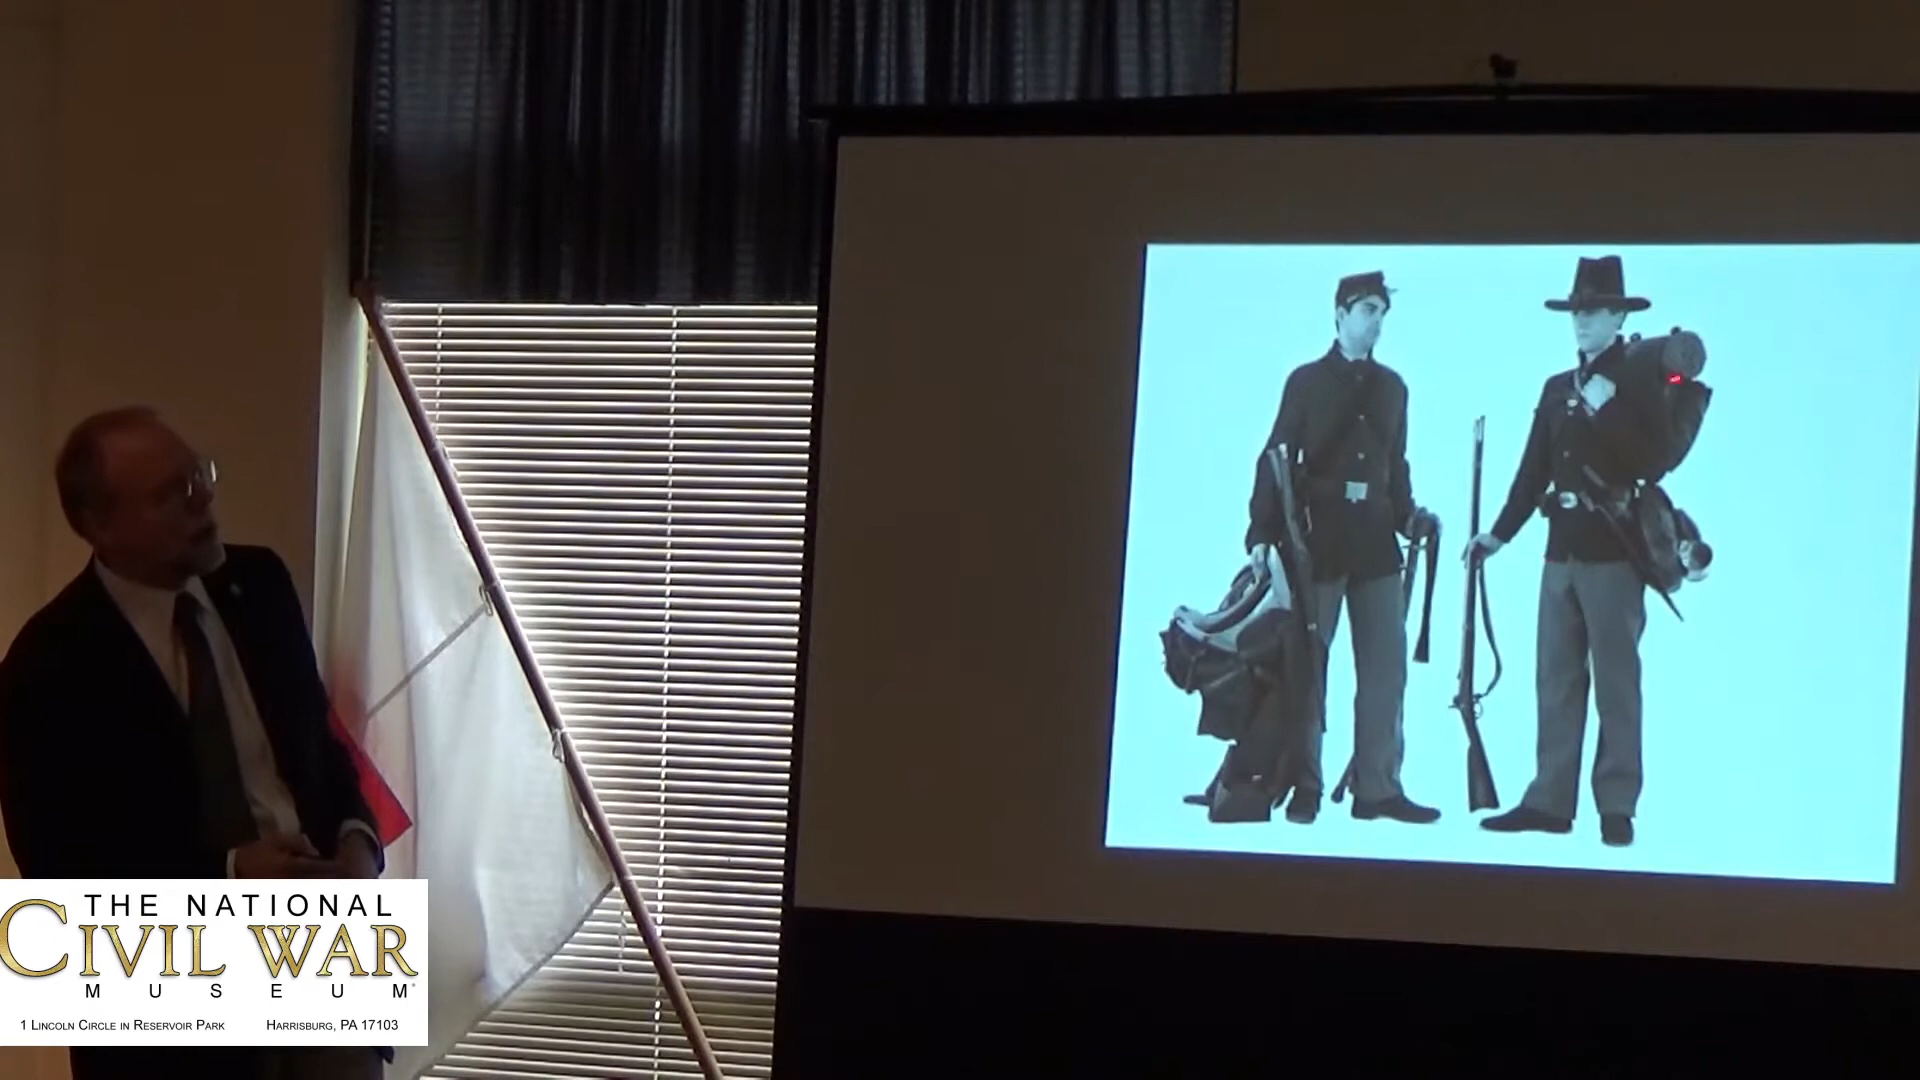 THE NATIONAL
CIVIL WAR
MUSEUM
1 LINCOLN CIRCLE IN RESERVOIR PARK HARRISBURG, PA 17103